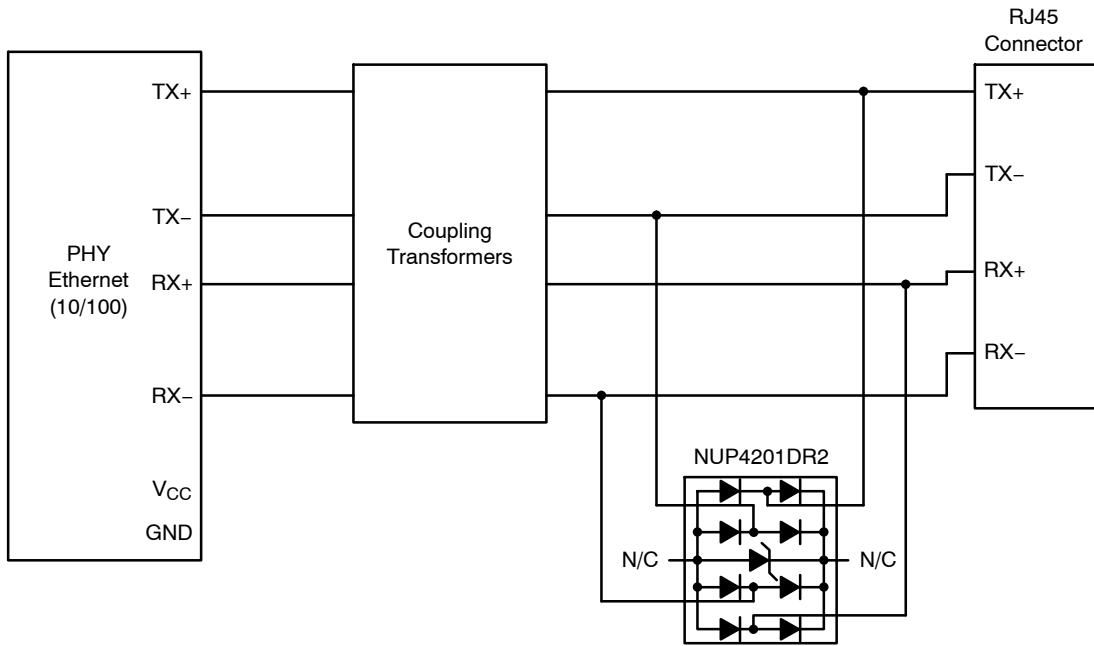 RJ45
Connector
TX+
TX+
TX−
TX−
PHY
Ethernet
(10/100)
RX+
RX+
Coupling
Transformers
RX−
RX−
NUP4201DR2
VCC
GND
N/C
N/C